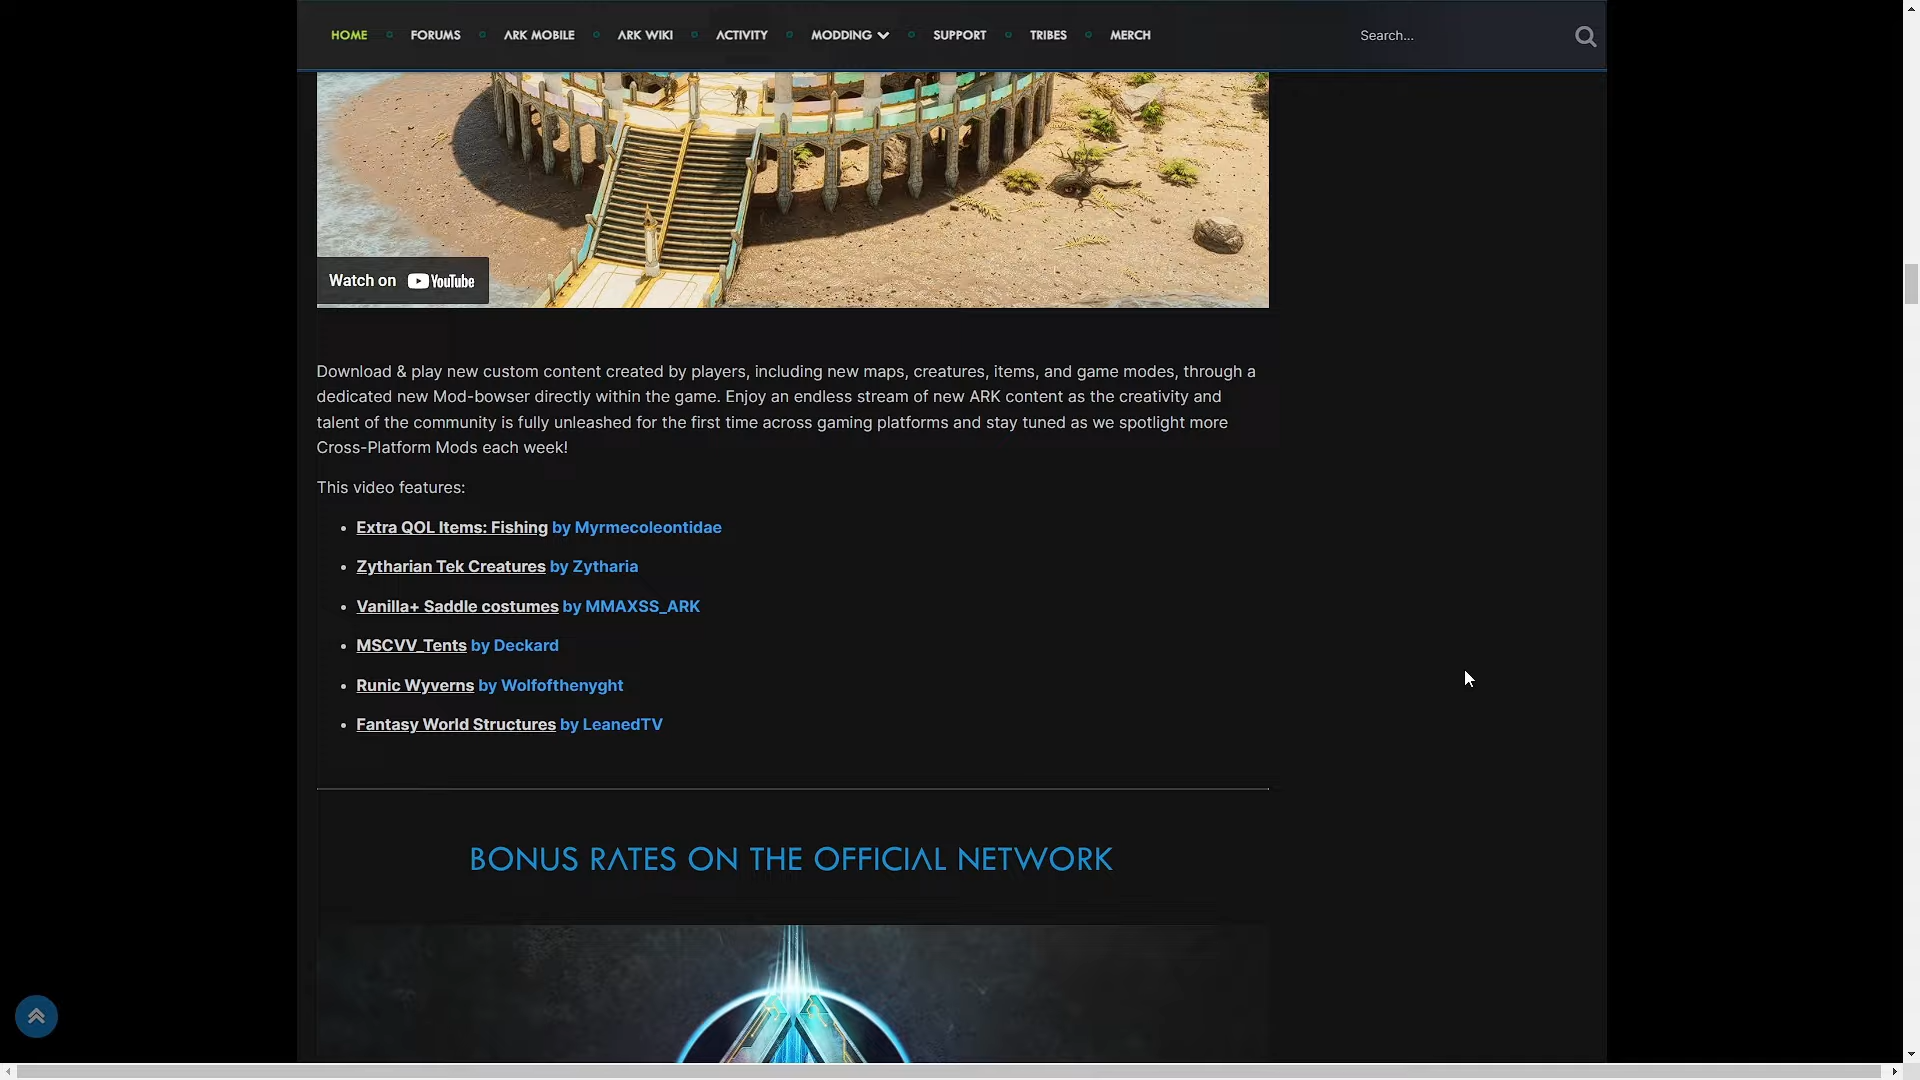 HOME FORUMS ARK MOBILE ARK WIKI ACTIVITY MODDING SUPPORT TRIBES MERCH Search...
Watch on YouTube
Download & play new custom content created by players, including new maps, creatures, items, and game modes, through a
dedicated new Mod-bowser directly within the game. Enjoy an endless stream of new ARK content as the creativity and
talent of the community is fully unleashed for the first time across gaming platforms and stay tuned as we spotlight more
Cross-Platform Mods each week!
This video features:
• Extra QOL Items: Fishing by Myrmecoleontidae
• Zytharian Tek Creatures by Zytharia
• Vanilla+ Saddle costumes by MMAXSS_ARK
• MSCVV_Tents by Deckard
• Runic Wyverns by Wolfofthenyght
• Fantasy World Structures by LeanedTV
BONUS RATES ON THE OFFICIAL NETWORK